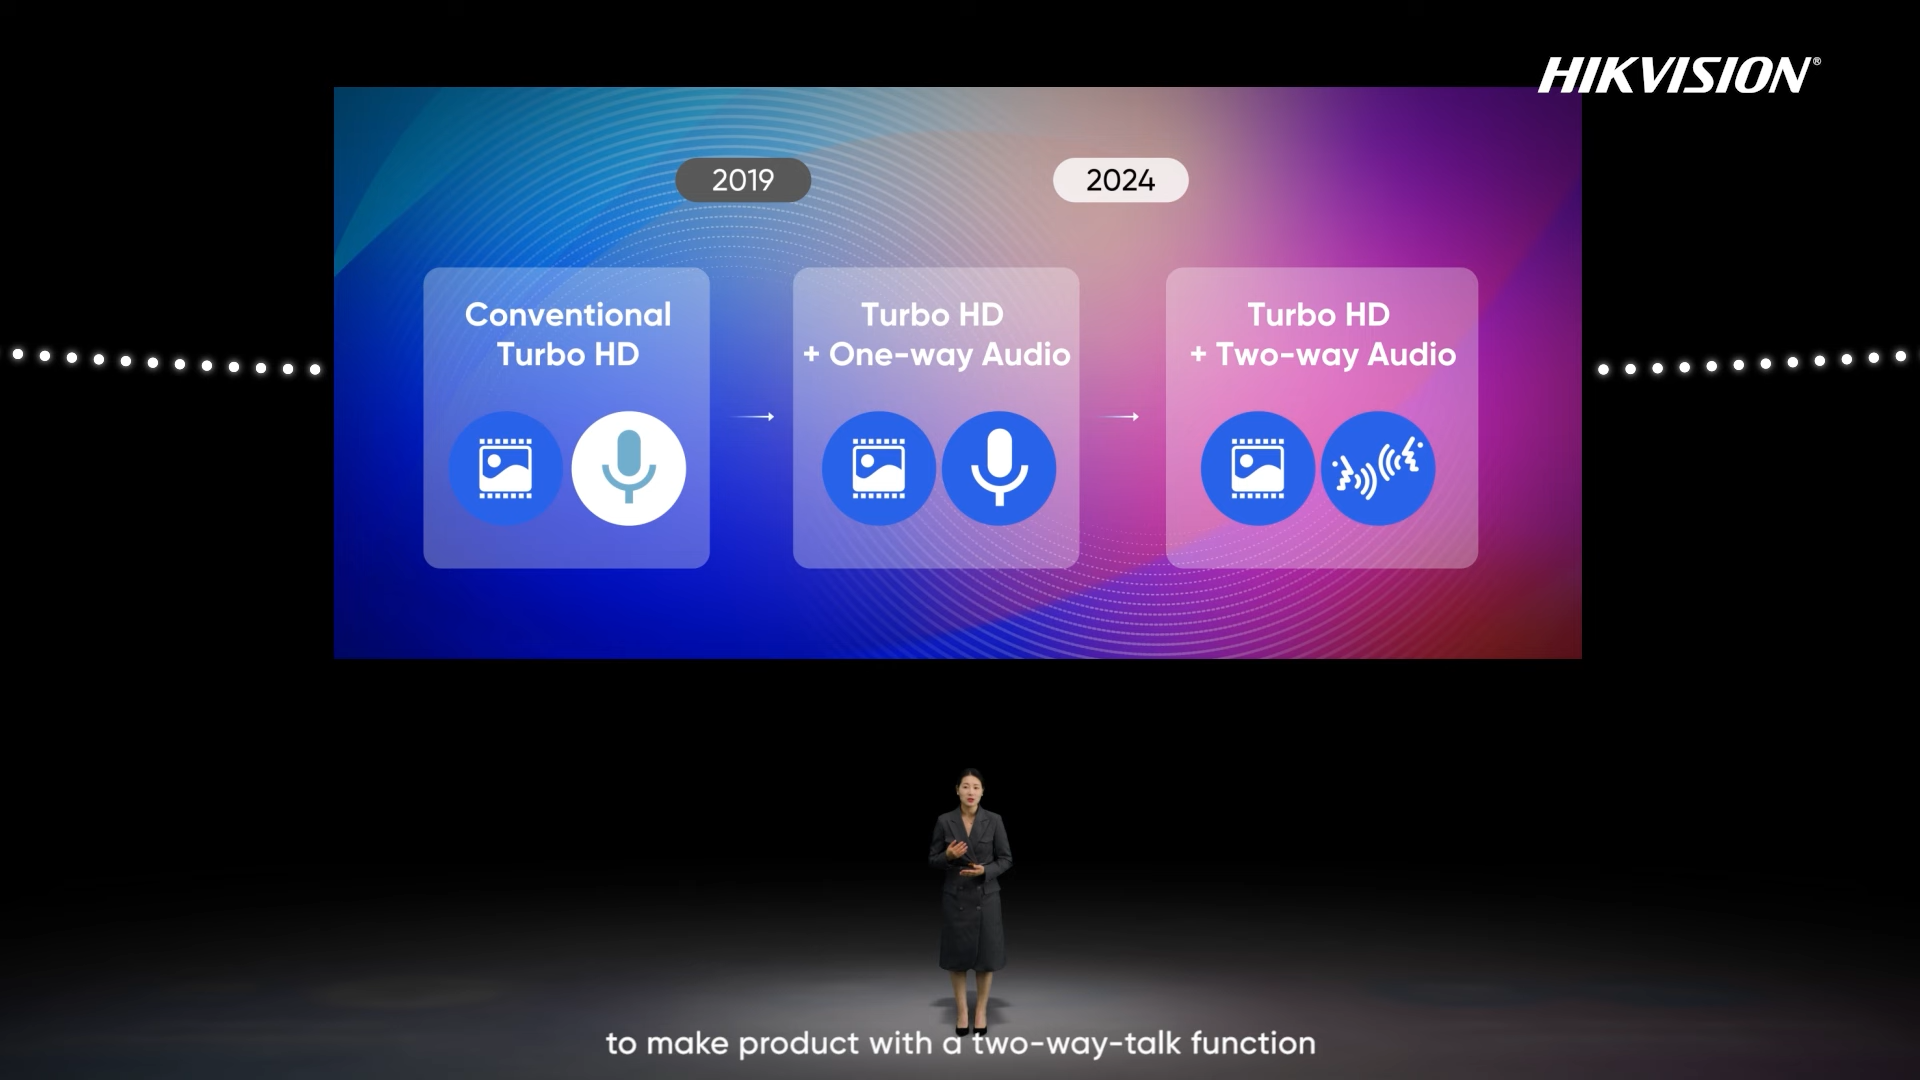 HIKVISION®
2019
2024
Conventional
Turbo HD
Turbo HD
+ One-way Audio
Turbo HD
+ Two-way Audio
to make product with a two-way-talk function